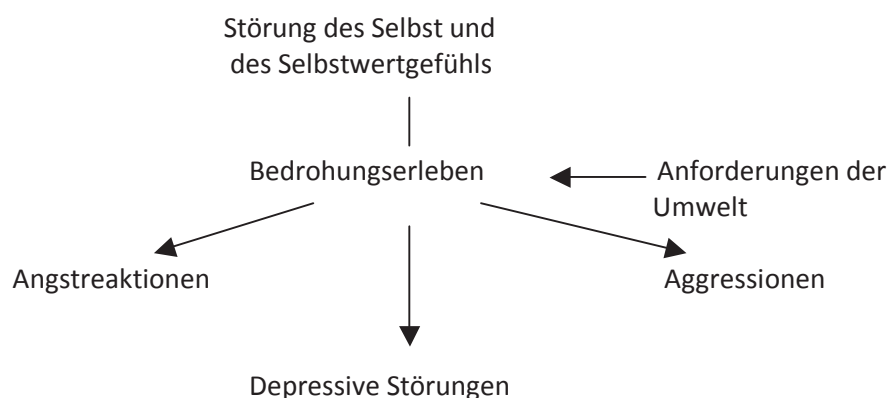 Störung des Selbst und
des Selbstwertgefühls
Bedrohungserleben
Anforderungen der
Umwelt
Angstreaktionen
Aggressionen
Depressive Störungen